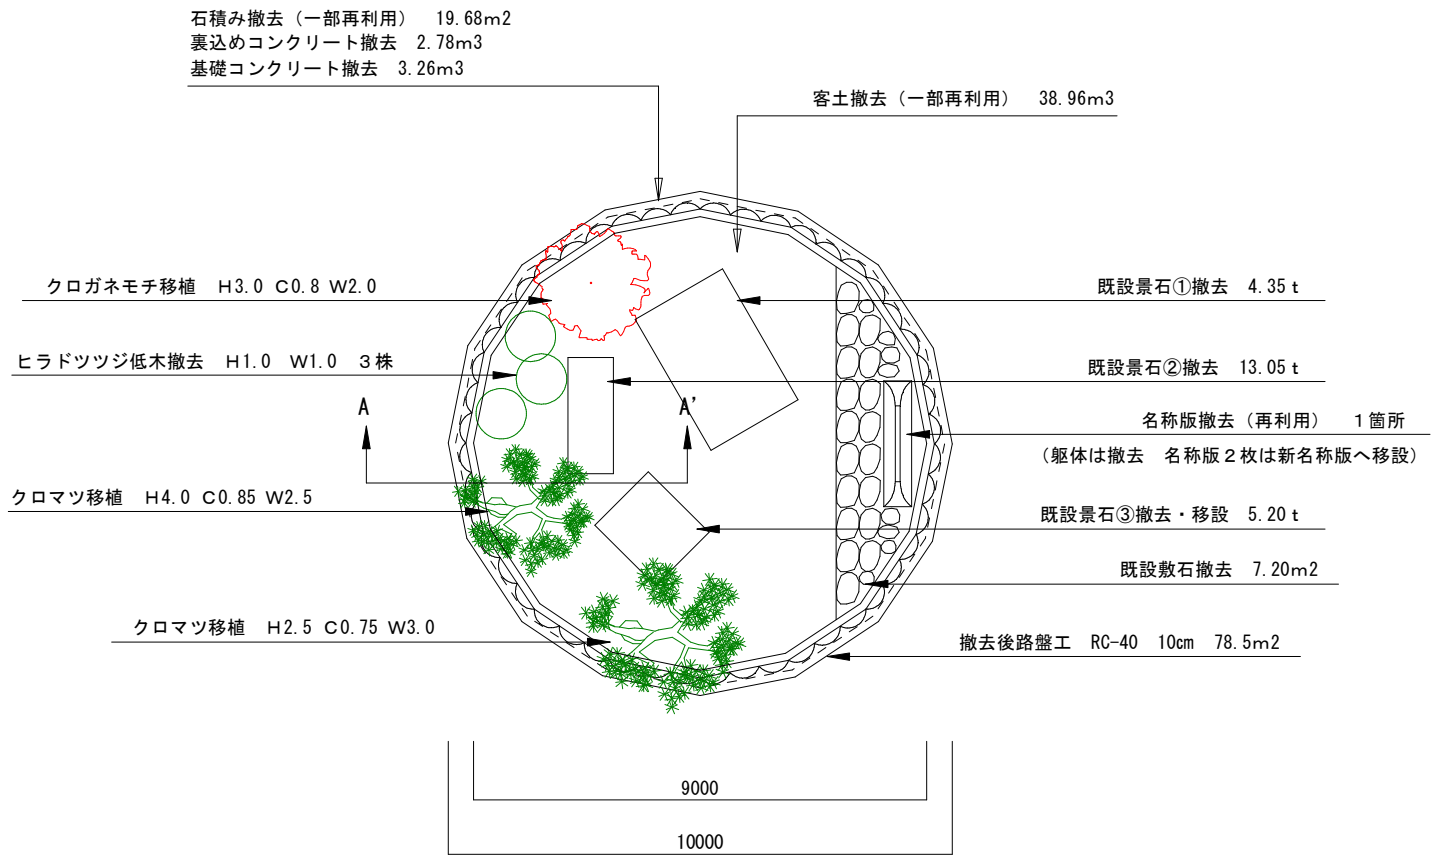 石積み撤去（一部再利用）　19.68m2
裏込めコンクリート撤去　2.78m3
基礎コンクリート撤去　3.26m3
客土撤去（一部再利用）　38.96m3
クロガネモチ移植　H3.0 C0.8 W2.0
既設景石①撤去　4.35ｔ
ヒラドツツジ低木撤去　H1.0　W1.0　３株
既設景石②撤去　13.05ｔ
A
A'
名称版撤去（再利用）　１箇所
（躯体は撤去　名称版２枚は新名称版へ移設）
クロマツ移植　H4.0 C0.85 W2.5
既設景石③撤去・移設　5.20ｔ
既設敷石撤去　7.20m2
クロマツ移植　H2.5 C0.75 W3.0
撤去後路盤工　RC-40　10cm　78.5m2
9000
10000